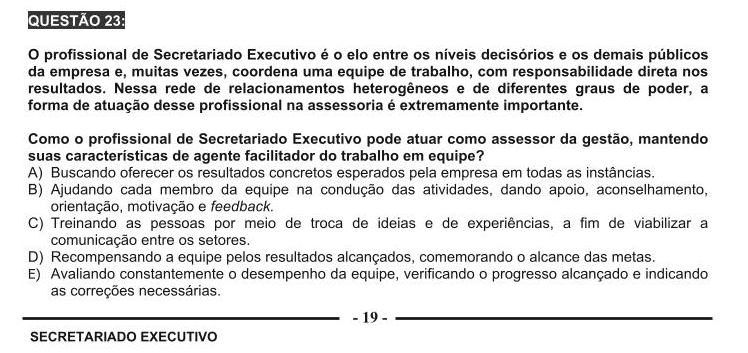 QUESTÃO 23:
O profissional de Secretariado Executivo é o elo entre os níveis decisórios e os demais públicos
da empresa e, muitas vezes, coordena uma equipe de trabalho, com responsabilidade direta nos
resultados. Nessa rede de relacionamentos heterogêneos e de diferentes graus de poder, a
forma de atuação desse profissional na assessoria é extremamente importante.
Como o profissional de Secretariado Executivo pode atuar como assessor da gestão, mantendo
suas características de agente facilitador do trabalho em equipe?
A) Buscando oferecer os resultados concretos esperados pela empresa em todas as instâncias.
B) Ajudando cada membro da equipe na condução das atividades, dando apoio, aconselhamento,
orientação, motivação e feedback.
C) Treinando as pessoas por meio de troca de ideias e de experiências, a fim de viabilizar a
comunicação entre os setores.
D) Recompensando a equipe pelos resultados alcançados, comemorando o alcance das metas.
E) Avaliando constantemente o desempenho da equipe, verificando o progresso alcançado e indicando
as correções necessárias.
- 19 -
SECRETARIADO EXECUTIVO